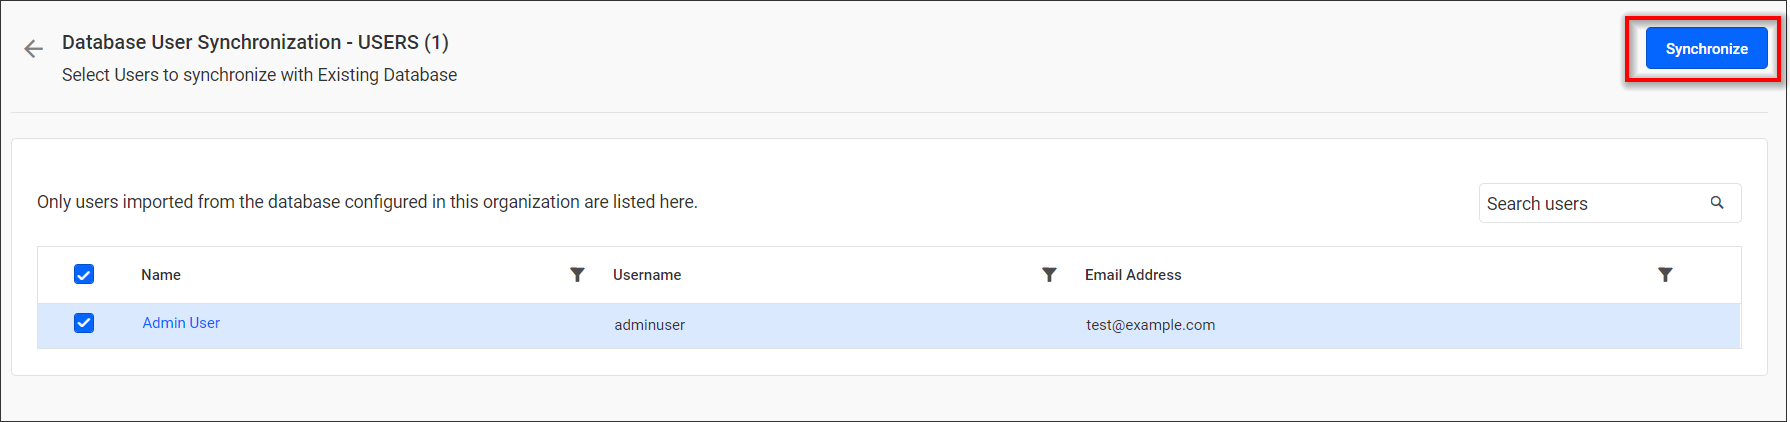 Database User Synchronization - USERS (1)
Select Users to synchronize with Existing Database
Synchronize
Only users imported from the database configured in this organization are listed here.
Search users
Name Username Email Address
Admin User adminuser test@example.com